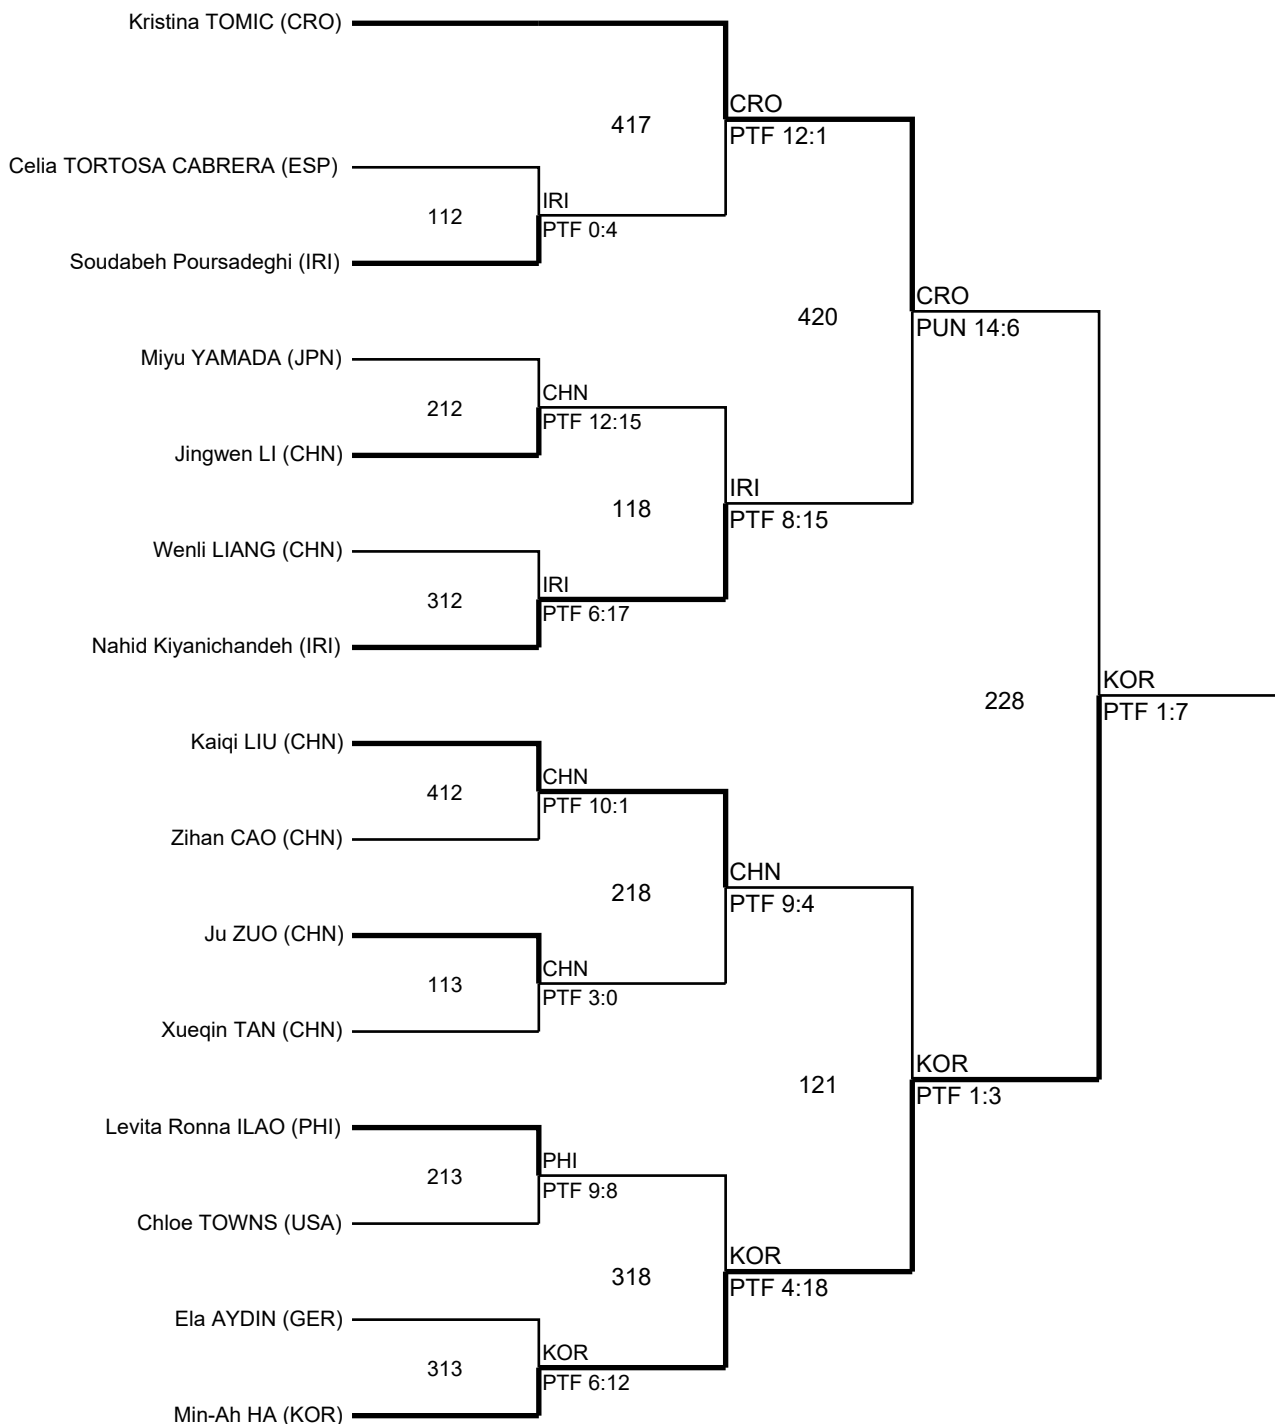 Kristina TOMIC (CRO)
CRO
417
PTF 12:1
Celia TORTOSA CABRERA (ESP)
IRI
112
PTF 0:4
Soudabeh Poursadeghi (IRI)
CRO
420
PUN 14:6
Miyu YAMADA (JPN)
CHN
212
PTF 12:15
Jingwen LI (CHN)
IRI
118
PTF 8:15
Wenli LIANG (CHN)
IRI
312
PTF 6:17
Nahid Kiyanichandeh (IRI)
KOR
228
PTF 1:7
Kaiqi LIU (CHN)
CHN
412
PTF 10:1
Zihan CAO (CHN)
CHN
218
PTF 9:4
Ju ZUO (CHN)
CHN
113
PTF 3:0
Xueqin TAN (CHN)
KOR
121
PTF 1:3
Levita Ronna ILAO (PHI)
PHI
213
PTF 9:8
Chloe TOWNS (USA)
KOR
318
PTF 4:18
Ela AYDIN (GER)
KOR
313
PTF 6:12
Min-Ah HA (KOR)